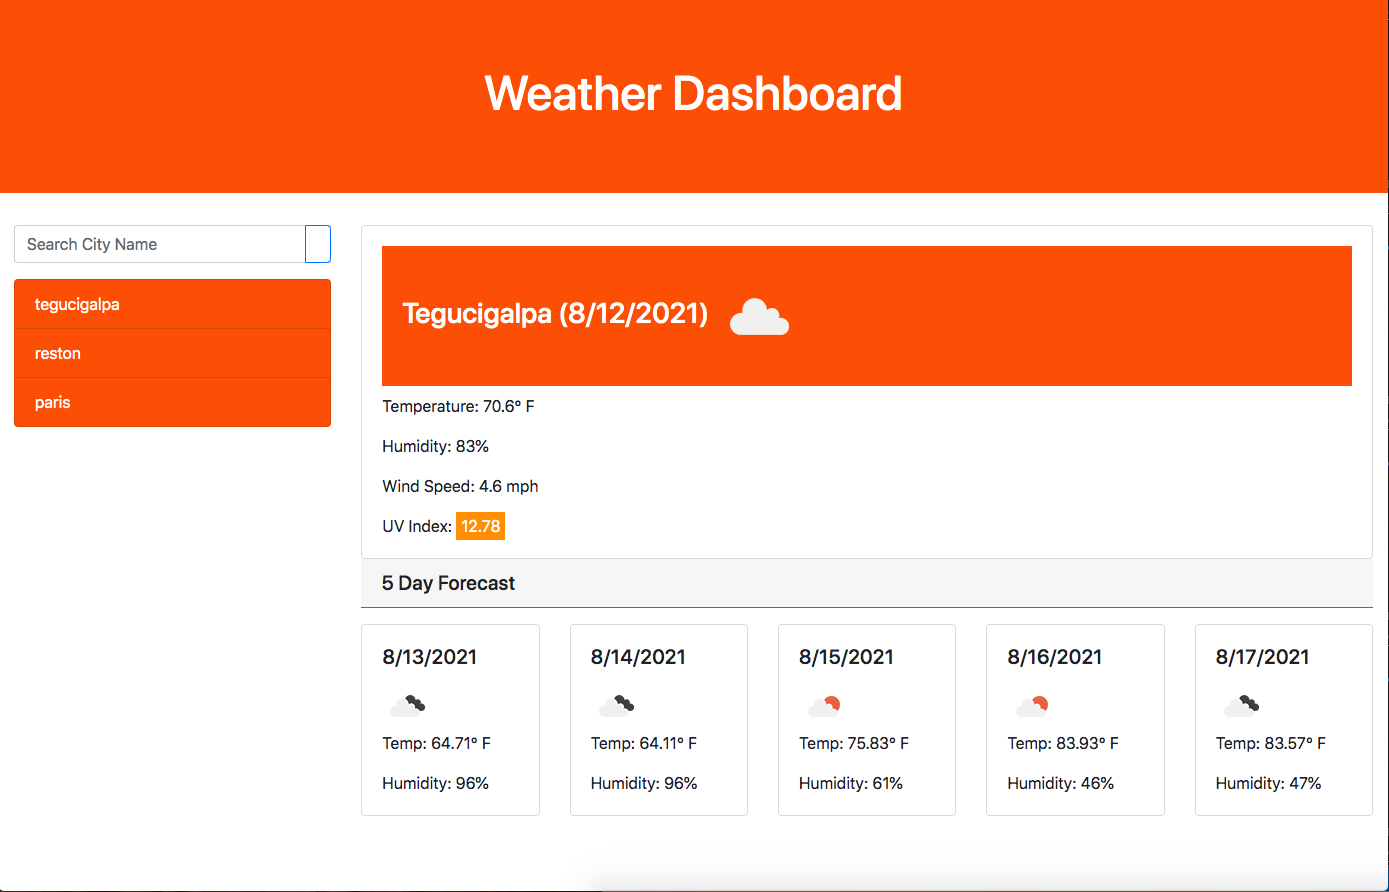 Weather Dashboard
Search City Name
tegucigalpa
reston
paris
Tegucigalpa (8/12/2021)
Temperature: 70.6° F
Humidity: 83%
Wind Speed: 4.6 mph
UV Index: 12.78
5 Day Forecast
8/13/2021
Temp: 64.71° F
Humidity: 96%
8/14/2021
Temp: 64.11° F
Humidity: 96%
8/15/2021
Temp: 75.83° F
Humidity: 61%
8/16/2021
Temp: 83.93° F
Humidity: 46%
8/17/2021
Temp: 83.57° F
Humidity: 47%